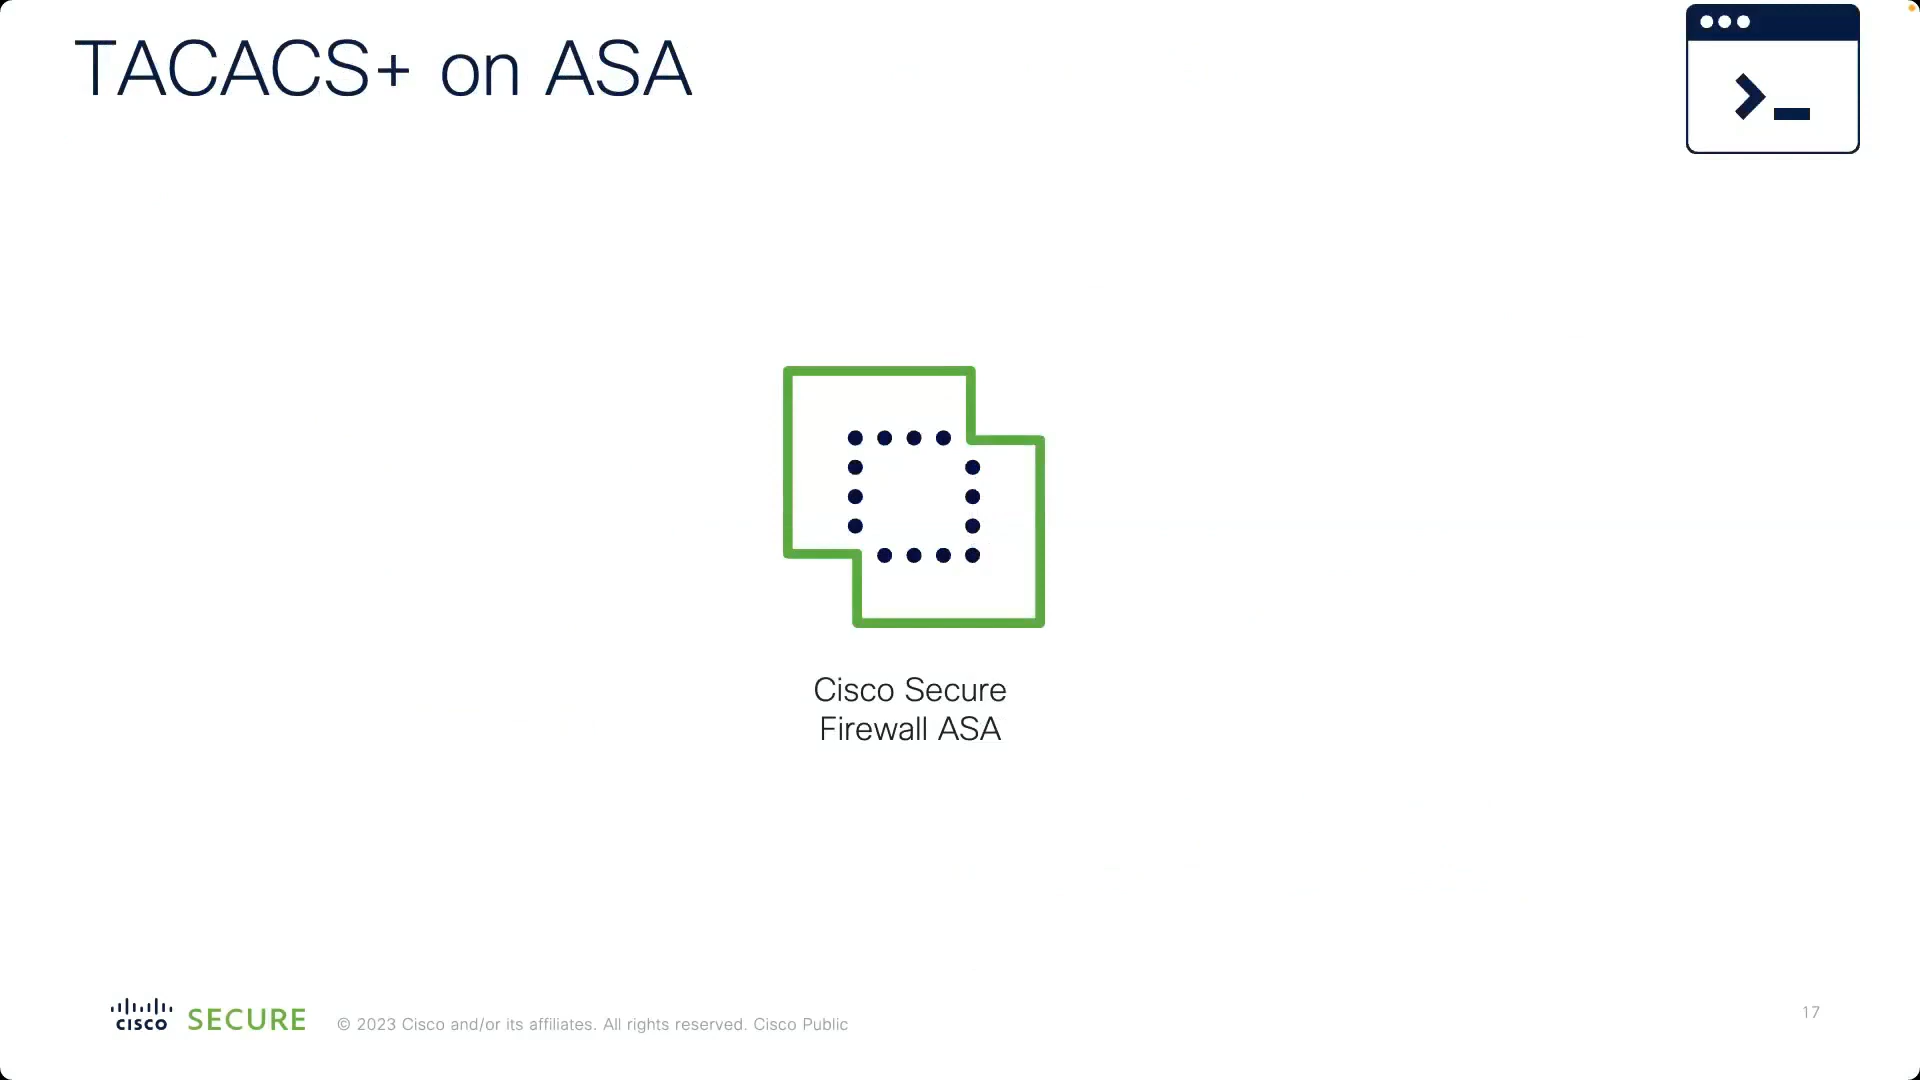 TACACS+ on ASA
Cisco Secure
Firewall ASA
cisco SECURE © 2023 Cisco and/or its affiliates. All rights reserved. Cisco Public
17